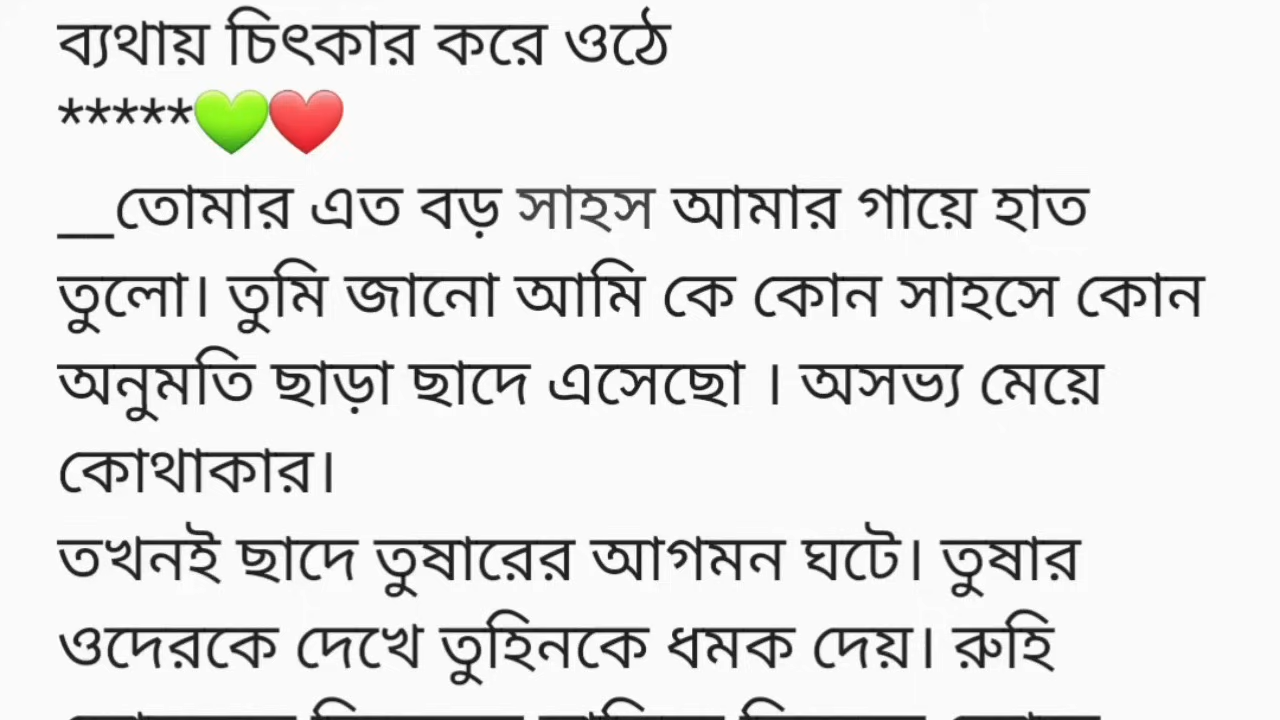 ব্যথায় চিৎকার করে ওঠে
*****💚❤️
__তোমার এত বড় সাহস আমার গায়ে হাত
তুলো। তুমি জানো আমি কে কোন সাহসে কোন
অনুমতি ছাড়া ছাদে এসেছো । অসভ্য মেয়ে
কোথাকার।
তখনই ছাদে তুষারের আগমন ঘটে। তুষার
ওদেরকে দেখে তুহিনকে ধমক দেয়। রুহি